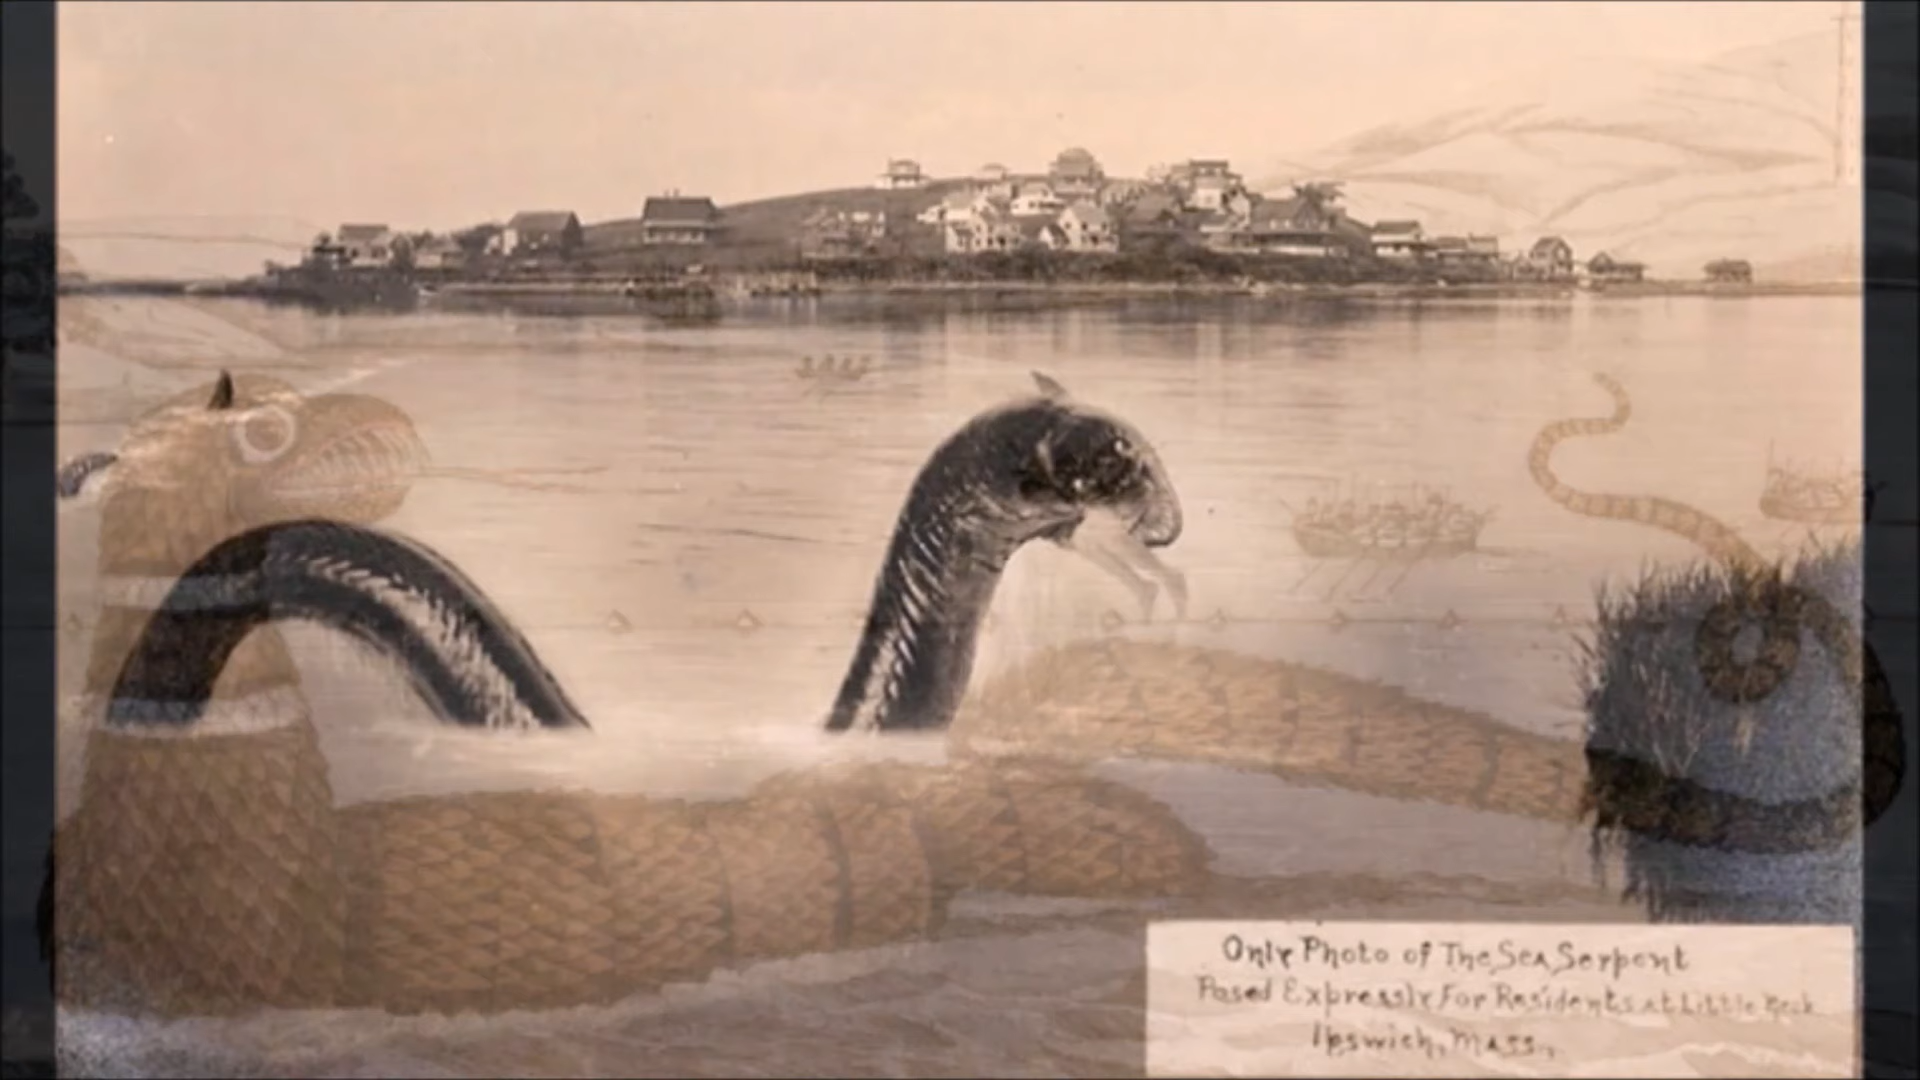 Only Photo of The Sea Serpent
Posed Expressly For Residents at Little Neck
Ipswich, Mass.,